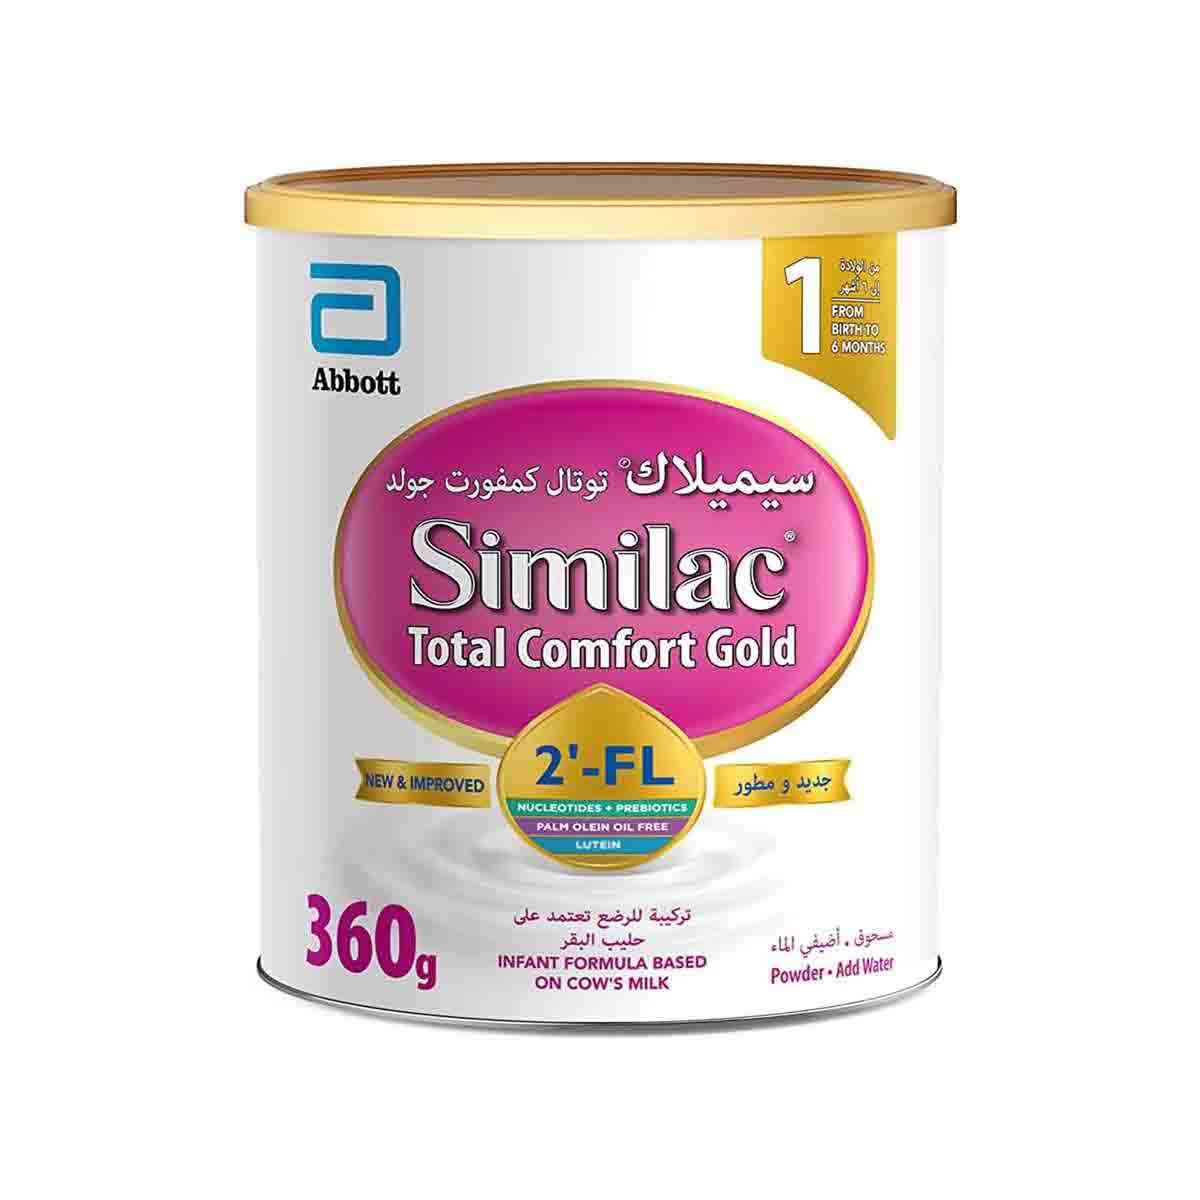 Abbott
1
من الولادة
إلى ٦ أشهر
FROM
BIRTH TO
6 MONTHS
سيميلاك® توتال كمفورت جولد
Similac®
Total Comfort Gold
2'-FL
NEW & IMPROVED
جديد و مطور
NUCLEOTIDES + PREBIOTICS
PALM OLEIN OIL FREE
LUTEIN
360g
تركيبة للرضع تعتمد على
حليب البقر
INFANT FORMULA BASED
ON COW'S MILK
مسحوق . أضيفي الماء
Powder • Add Water